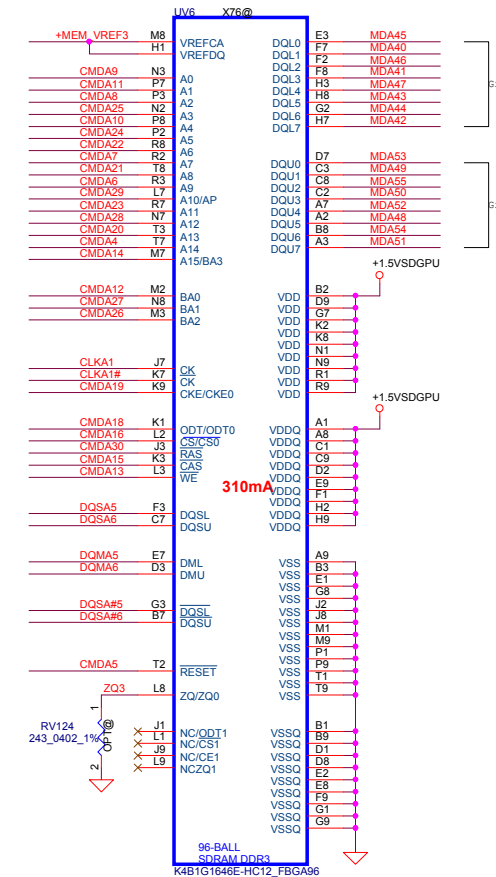 UV6 X76@
+MEM_VREF3 M8 VREFCA
H1 VREFDQ
CMDA9 N3 A0
CMDA11 P7 A1
CMDA8 P3 A2
CMDA25 N2 A3
CMDA10 P8 A4
CMDA24 P2 A5
CMDA22 R8 A6
CMDA7 R2 A7
CMDA21 T8 A8
CMDA6 R3 A9
CMDA29 L7 A10/AP
CMDA23 R7 A11
CMDA28 N7 A12
CMDA20 T3 A13
CMDA4 T7 A14
CMDA14 M7 A15/BA3
CMDA12 M2 BA0
CMDA27 N8 BA1
CMDA26 M3 BA2
CLKA1 J7 CK
CLKA1# K7 CK
CMDA19 K9 CKE/CKE0
CMDA18 K1 ODT/ODT0
CMDA16 L2 CS/CS0
CMDA30 J3 RAS
CMDA15 K3 CAS
CMDA13 L3 WE
DQSA5 F3 DQSL
DQSA6 C7 DQSU
DQMA5 E7 DML
DQMA6 D3 DMU
DQSA#5 G3 DQSL
DQSA#6 B7 DQSU
CMDA5 T2 RESET
ZQ3 L8 ZQ/ZQ0
J1 NC/ODT1
L1 NC/CS1
J9 NC/CE1
L9 NCZQ1
1
RV124
243_0402_1%
OPT@
2
DQL0 E3 MDA45
DQL1 F7 MDA40
DQL2 F2 MDA46
DQL3 F8 MDA41
DQL4 H3 MDA47
DQL5 H8 MDA43
DQL6 G2 MDA44
DQL7 H7 MDA42
DQU0 D7 MDA53
DQU1 C3 MDA49
DQU2 C8 MDA55
DQU3 C2 MDA50
DQU4 A7 MDA52
DQU5 A2 MDA48
DQU6 B8 MDA54
DQU7 A3 MDA51
+1.5VSDGPU
VDD B2
VDD D9
VDD G7
VDD K2
VDD K8
VDD N1
VDD N9
VDD R1
VDD R9
+1.5VSDGPU
VDDQ A1
VDDQ A8
VDDQ C1
VDDQ C9
VDDQ D2
VDDQ E9
VDDQ F1
VDDQ H2
VDDQ H9
310mA
VSS A9
VSS B3
VSS E1
VSS G8
VSS J2
VSS J8
VSS M1
VSS M9
VSS P1
VSS P9
VSS T1
VSS T9
VSSQ B1
VSSQ B9
VSSQ D1
VSSQ D8
VSSQ E2
VSSQ E8
VSSQ F9
VSSQ G1
VSSQ G9
96-BALL
SDRAM DDR3
K4B1G1646E-HC12_FBGA96